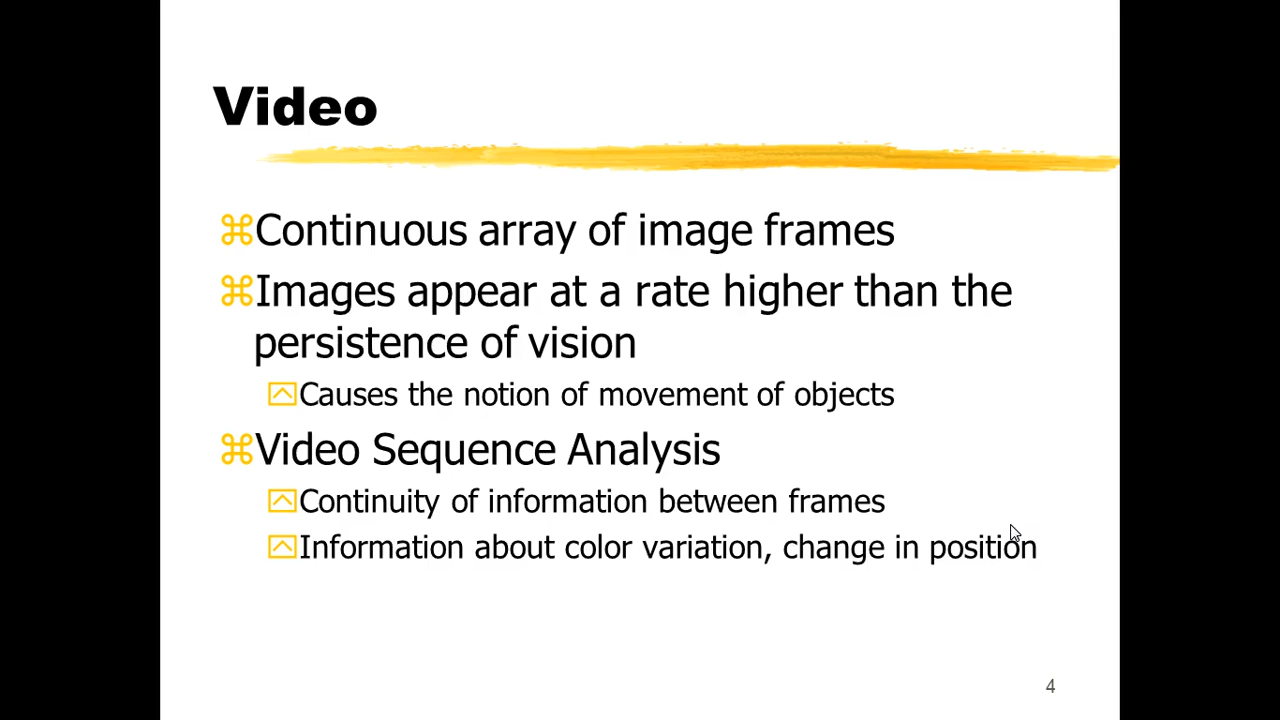 Video
Continuous array of image frames
Images appear at a rate higher than the
persistence of vision
Causes the notion of movement of objects
Video Sequence Analysis
Continuity of information between frames
Information about color variation, change in position
4